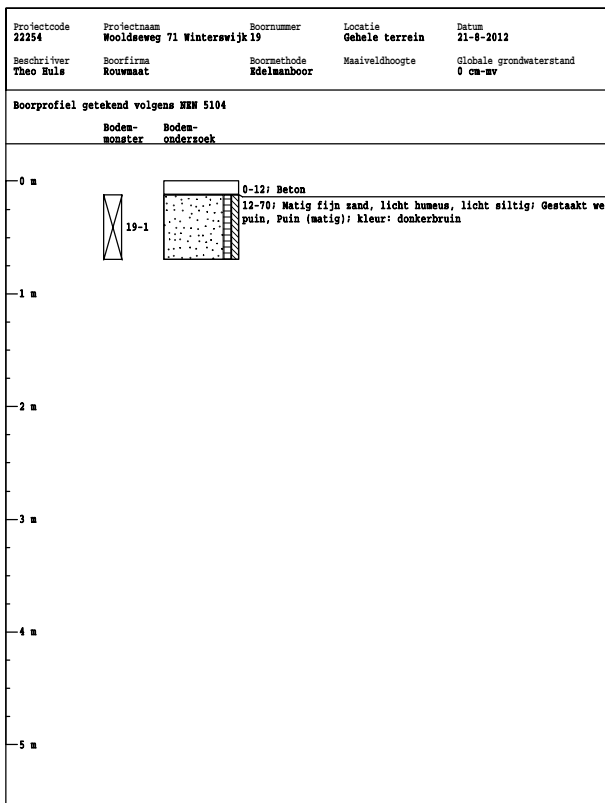 Projectcode Projectnaam Boornummer Locatie Datum
22254 Wooldseweg 71 Winterswijk 19 Gehele terrein 21-8-2012
Beschrijver Boorfirma Boormethode Maaiveldhoogte Globale grondwaterstand
Theo Huls Rouwmaat Edelmanboor 0 cm-mv
Boorprofiel getekend volgens NEN 5104
Bodem- Bodem-
monster onderzoek
0 m
0-12; Beton
12-70; Matig fijn zand, licht humeus, licht siltig; Gestaakt we
puin, Puin (matig); kleur: donkerbruin
19-1
1 m
2 m
3 m
4 m
5 m